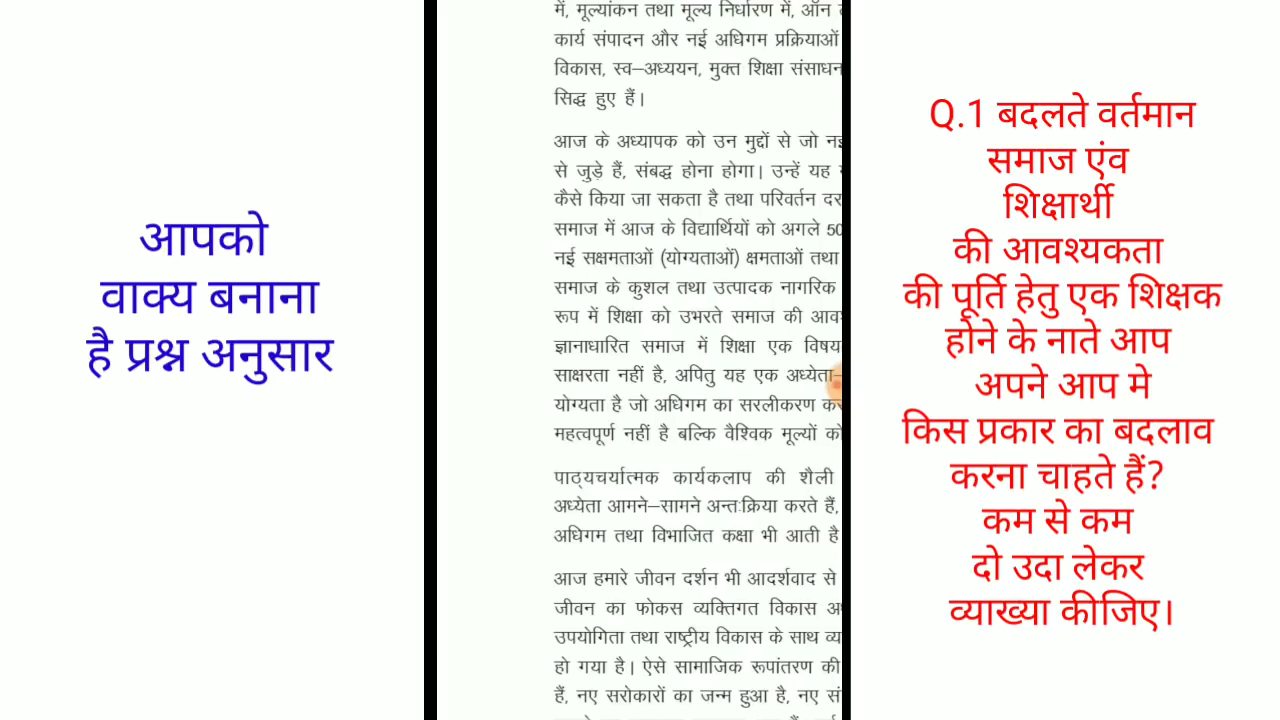 आपको
वाक्य बनाना
है प्रश्न अनुसार
में, मूल्यांकन तथा मूल्य निर्धारण में, ऑन
कार्य संपादन और नई अधिगम प्रक्रियाओं
विकास, स्व–अध्ययन, मुक्त शिक्षा संसाधन
सिद्ध हुए हैं।
आज के अध्यापक को उन मुद्दों से जो
से जुड़े हैं, संबद्ध होना होगा। उन्हें यह
कैसे किया जा सकता है तथा परिवर्तन
समाज में आज के विद्यार्थियों को अगले 50
नई सक्षमताओं (योग्यताओं) क्षमताओं तथा
समाज के कुशल तथा उत्पादक नागरिक
रूप में शिक्षा को उभरते समाज की
ज्ञानाधारित समाज में शिक्षा एक विषय
साक्षरता नहीं है, अपितु यह एक अध्येता–
योग्यता है जो अधिगम का सरलीकरण
महत्वपूर्ण नहीं है बल्कि वैश्विक मूल्यों को
पाठ्यचर्यात्मक कार्यकलाप की शैली
अध्येता आमने–सामने अन्तःक्रिया करते हैं,
अधिगम तथा विभाजित कक्षा भी आती है
आज हमारे जीवन दर्शन भी आदर्शवाद से
जीवन का फोकस व्यक्तिगत विकास
उपयोगिता तथा राष्ट्रीय विकास के साथ
हो गया है। ऐसे सामाजिक रूपांतरण की
हैं, नए सरोकारों का जन्म हुआ है, नए
Q.1 बदलते वर्तमान
समाज एंव
शिक्षार्थी
की आवश्यकता
की पूर्ति हेतु एक शिक्षक
होने के नाते आप
अपने आप मे
किस प्रकार का बदलाव
करना चाहते हैं?
कम से कम
दो उदा लेकर
व्याख्या कीजिए।